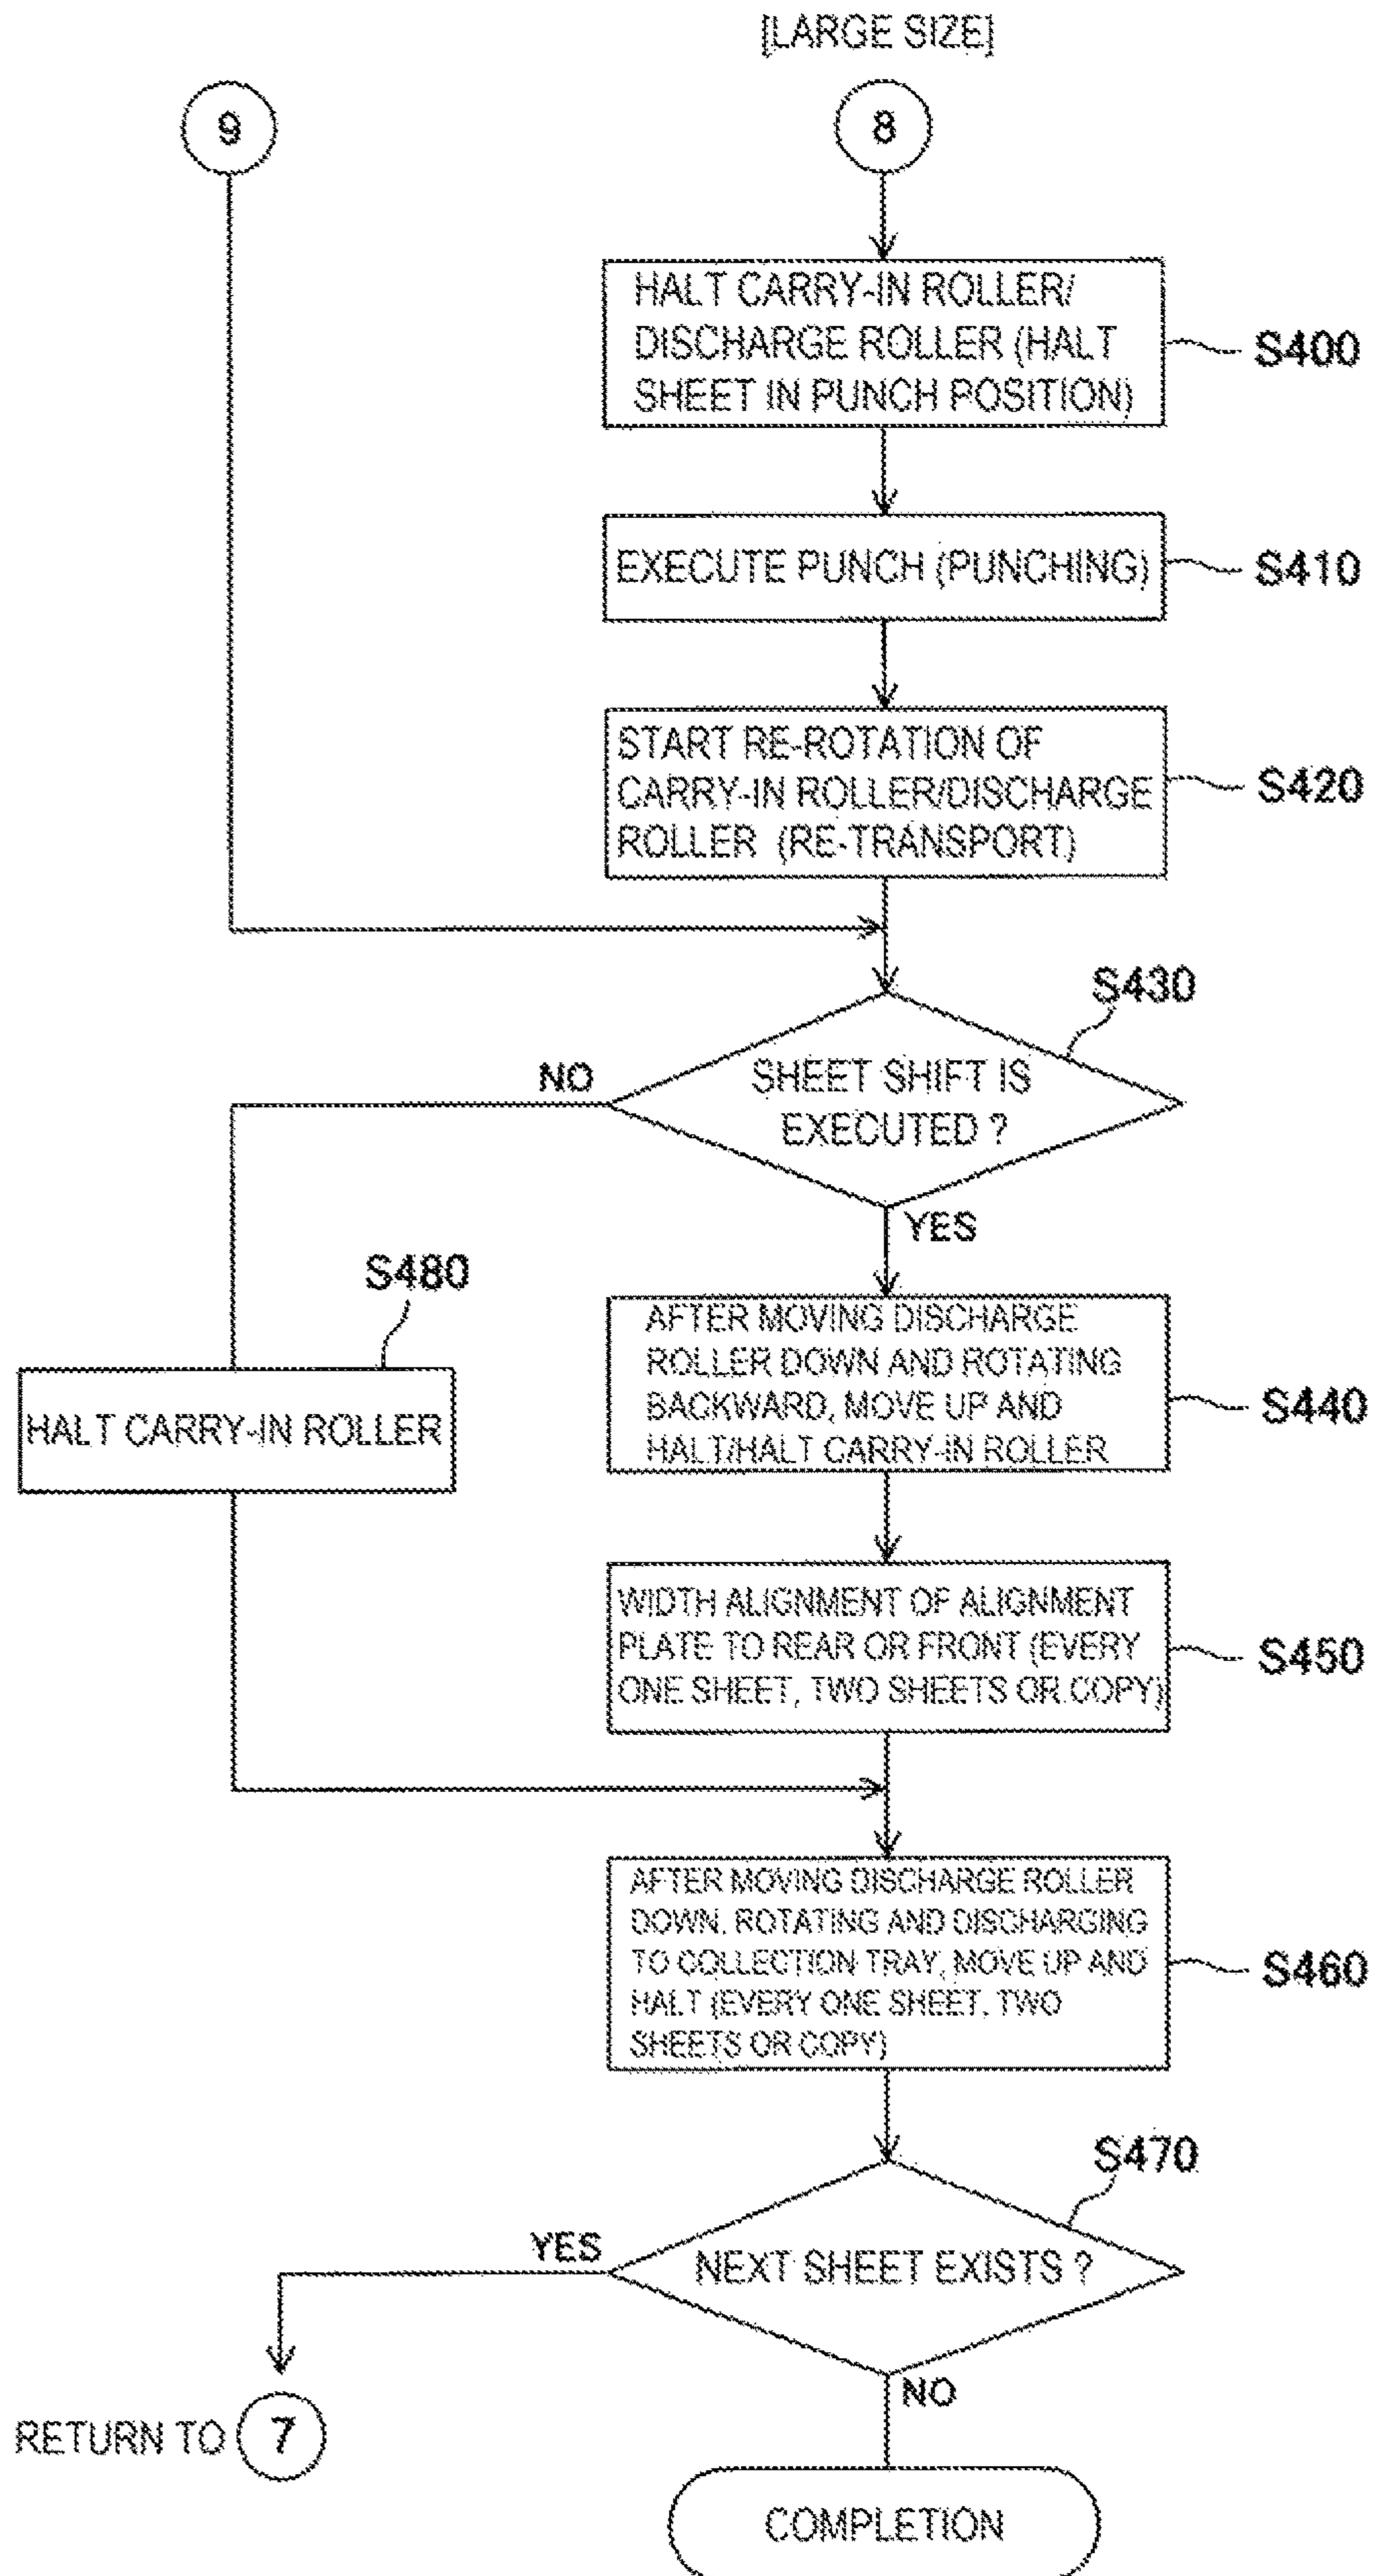 [LARGE SIZE]
9
8
HALT CARRY-IN ROLLER/
DISCHARGE ROLLER (HALT
SHEET IN PUNCH POSITION)
S400
EXECUTE PUNCH (PUNCHING)
S410
START RE-ROTATION OF
CARRY-IN ROLLER/DISCHARGE
ROLLER (RE-TRANSPORT)
S420
S430
SHEET SHIFT IS
EXECUTED ?
NO
YES
S480
HALT CARRY-IN ROLLER
AFTER MOVING DISCHARGE
ROLLER DOWN AND ROTATING
BACKWARD, MOVE UP AND
HALT/HALT CARRY-IN ROLLER
S440
WIDTH ALIGNMENT OF ALIGNMENT
PLATE TO REAR OR FRONT (EVERY
ONE SHEET, TWO SHEETS OR COPY)
S450
AFTER MOVING DISCHARGE ROLLER
DOWN, ROTATING AND DISCHARGING
TO COLLECTION TRAY, MOVE UP AND
HALT (EVERY ONE SHEET, TWO
SHEETS OR COPY)
S460
S470
NEXT SHEET EXISTS ?
YES
NO
RETURN TO 7
COMPLETION